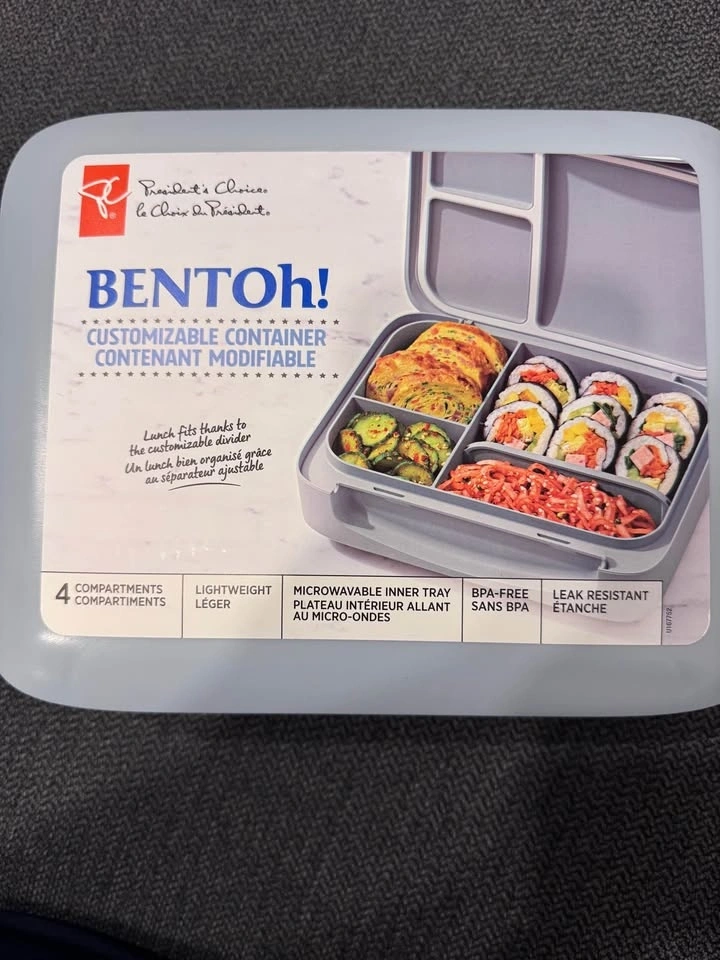 President's Choice®
le Choix du Président®
BENTOh!
CUSTOMIZABLE CONTAINER
CONTENANT MODIFIABLE
Lunch fits thanks to
the customizable divider
Un lunch bien organisé grâce
au séparateur ajustable
4 COMPARTMENTS
COMPARTIMENTS
LIGHTWEIGHT
LÉGER
MICROWAVABLE INNER TRAY
PLATEAU INTÉRIEUR ALLANT
AU MICRO-ONDES
BPA-FREE
SANS BPA
LEAK RESISTANT
ÉTANCHE